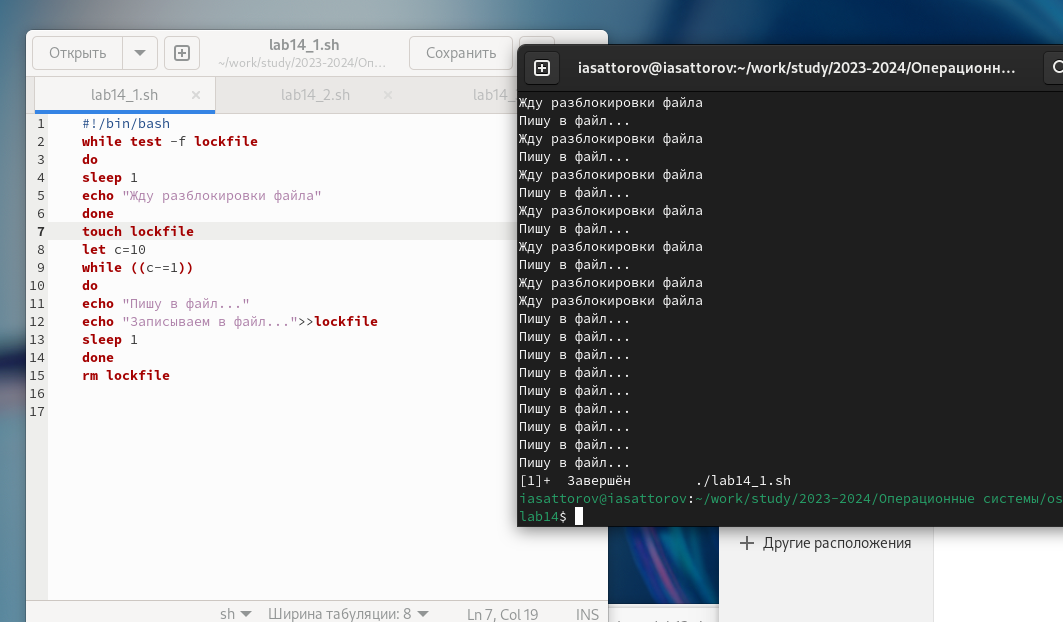 Открыть
lab14_1.sh
~/work/study/2023-2024/Оп...
Сохранить
lab14_1.sh ×
lab14_2.sh ×
lab14_
1 #!/bin/bash
2 while test -f lockfile
3 do
4 sleep 1
5 echo "Жду разблокировки файла"
6 done
7 touch lockfile
8 let c=10
9 while ((c-=1))
10 do
11 echo "Пишу в файл..."
12 echo "Записываем в файл...">>lockfile
13 sleep 1
14 done
15 rm lockfile
16
17
sh
Ширина табуляции: 8
Ln 7, Col 19
INS
iasattorov@iasattorov:~/work/study/2023-2024/Операционн...
Жду разблокировки файла
Пишу в файл...
Жду разблокировки файла
Пишу в файл...
Жду разблокировки файла
Пишу в файл...
Жду разблокировки файла
Пишу в файл...
Жду разблокировки файла
Пишу в файл...
Жду разблокировки файла
Жду разблокировки файла
Пишу в файл...
Пишу в файл...
Пишу в файл...
Пишу в файл...
Пишу в файл...
Пишу в файл...
Пишу в файл...
Пишу в файл...
Пишу в файл...
[1]+  Завершён        ./lab14_1.sh
iasattorov@iasattorov:~/work/study/2023-2024/Операционные системы/os
lab14$
+ Другие расположения